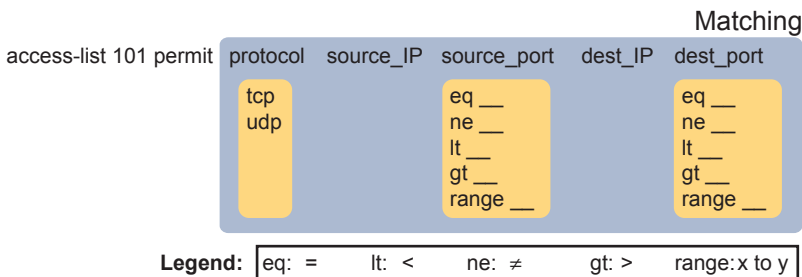 Matching
access-list 101 permit protocol source_IP source_port dest_IP dest_port
tcp eq __ eq __
udp ne __ ne __
lt __ lt __
gt __ gt __
range __ range __
Legend: eq: = lt: < ne: ≠ gt: > range: x to y